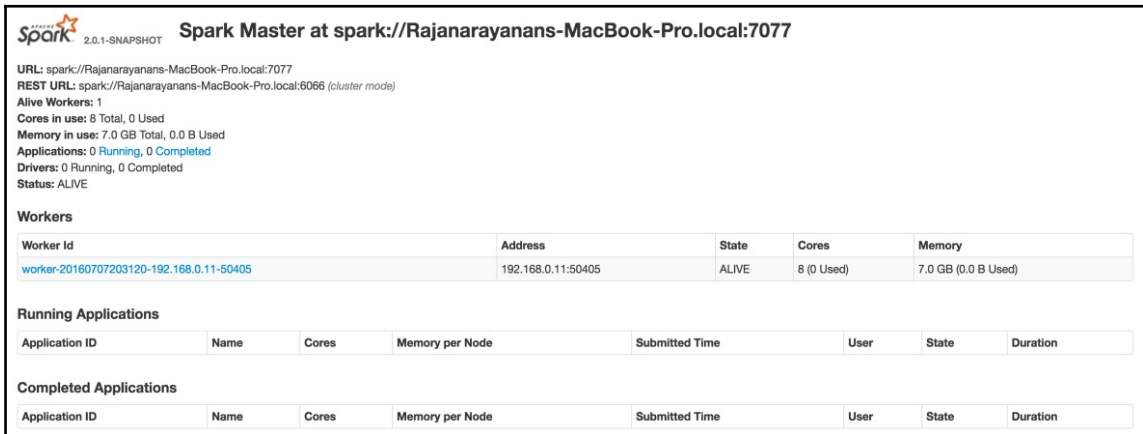 APACHE
Spark 2.0.1-SNAPSHOT Spark Master at spark://Rajanarayanans-MacBook-Pro.local:7077
URL: spark://Rajanarayanans-MacBook-Pro.local:7077
REST URL: spark://Rajanarayanans-MacBook-Pro.local:6066 (cluster mode)
Alive Workers: 1
Cores in use: 8 Total, 0 Used
Memory in use: 7.0 GB Total, 0.0 B Used
Applications: 0 Running, 0 Completed
Drivers: 0 Running, 0 Completed
Status: ALIVE
Workers
Worker Id Address State Cores Memory
worker-20160707203120-192.168.0.11-50405 192.168.0.11:50405 ALIVE 8 (0 Used) 7.0 GB (0.0 B Used)
Running Applications
Application ID Name Cores Memory per Node Submitted Time User State Duration
Completed Applications
Application ID Name Cores Memory per Node Submitted Time User State Duration